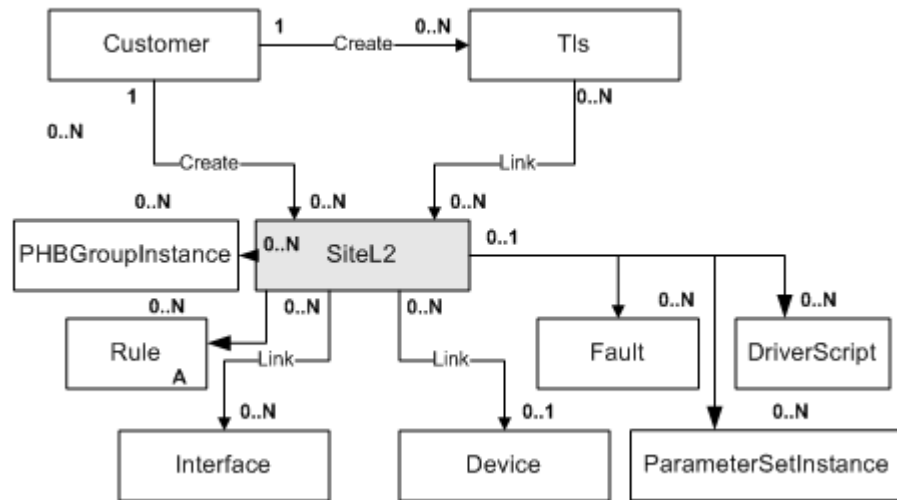 Customer
1
Create
0..N
Tls
1
0..N
0..N
Create
Link
0..N
0..N
0..N
PHBGroupInstance
0..N
SiteL2
0..1
0..N
0..N
0..N
0..N
0..N
Rule
A
Link
Link
Fault
DriverScript
0..N
0..1
0..N
Interface
Device
ParameterSetInstance